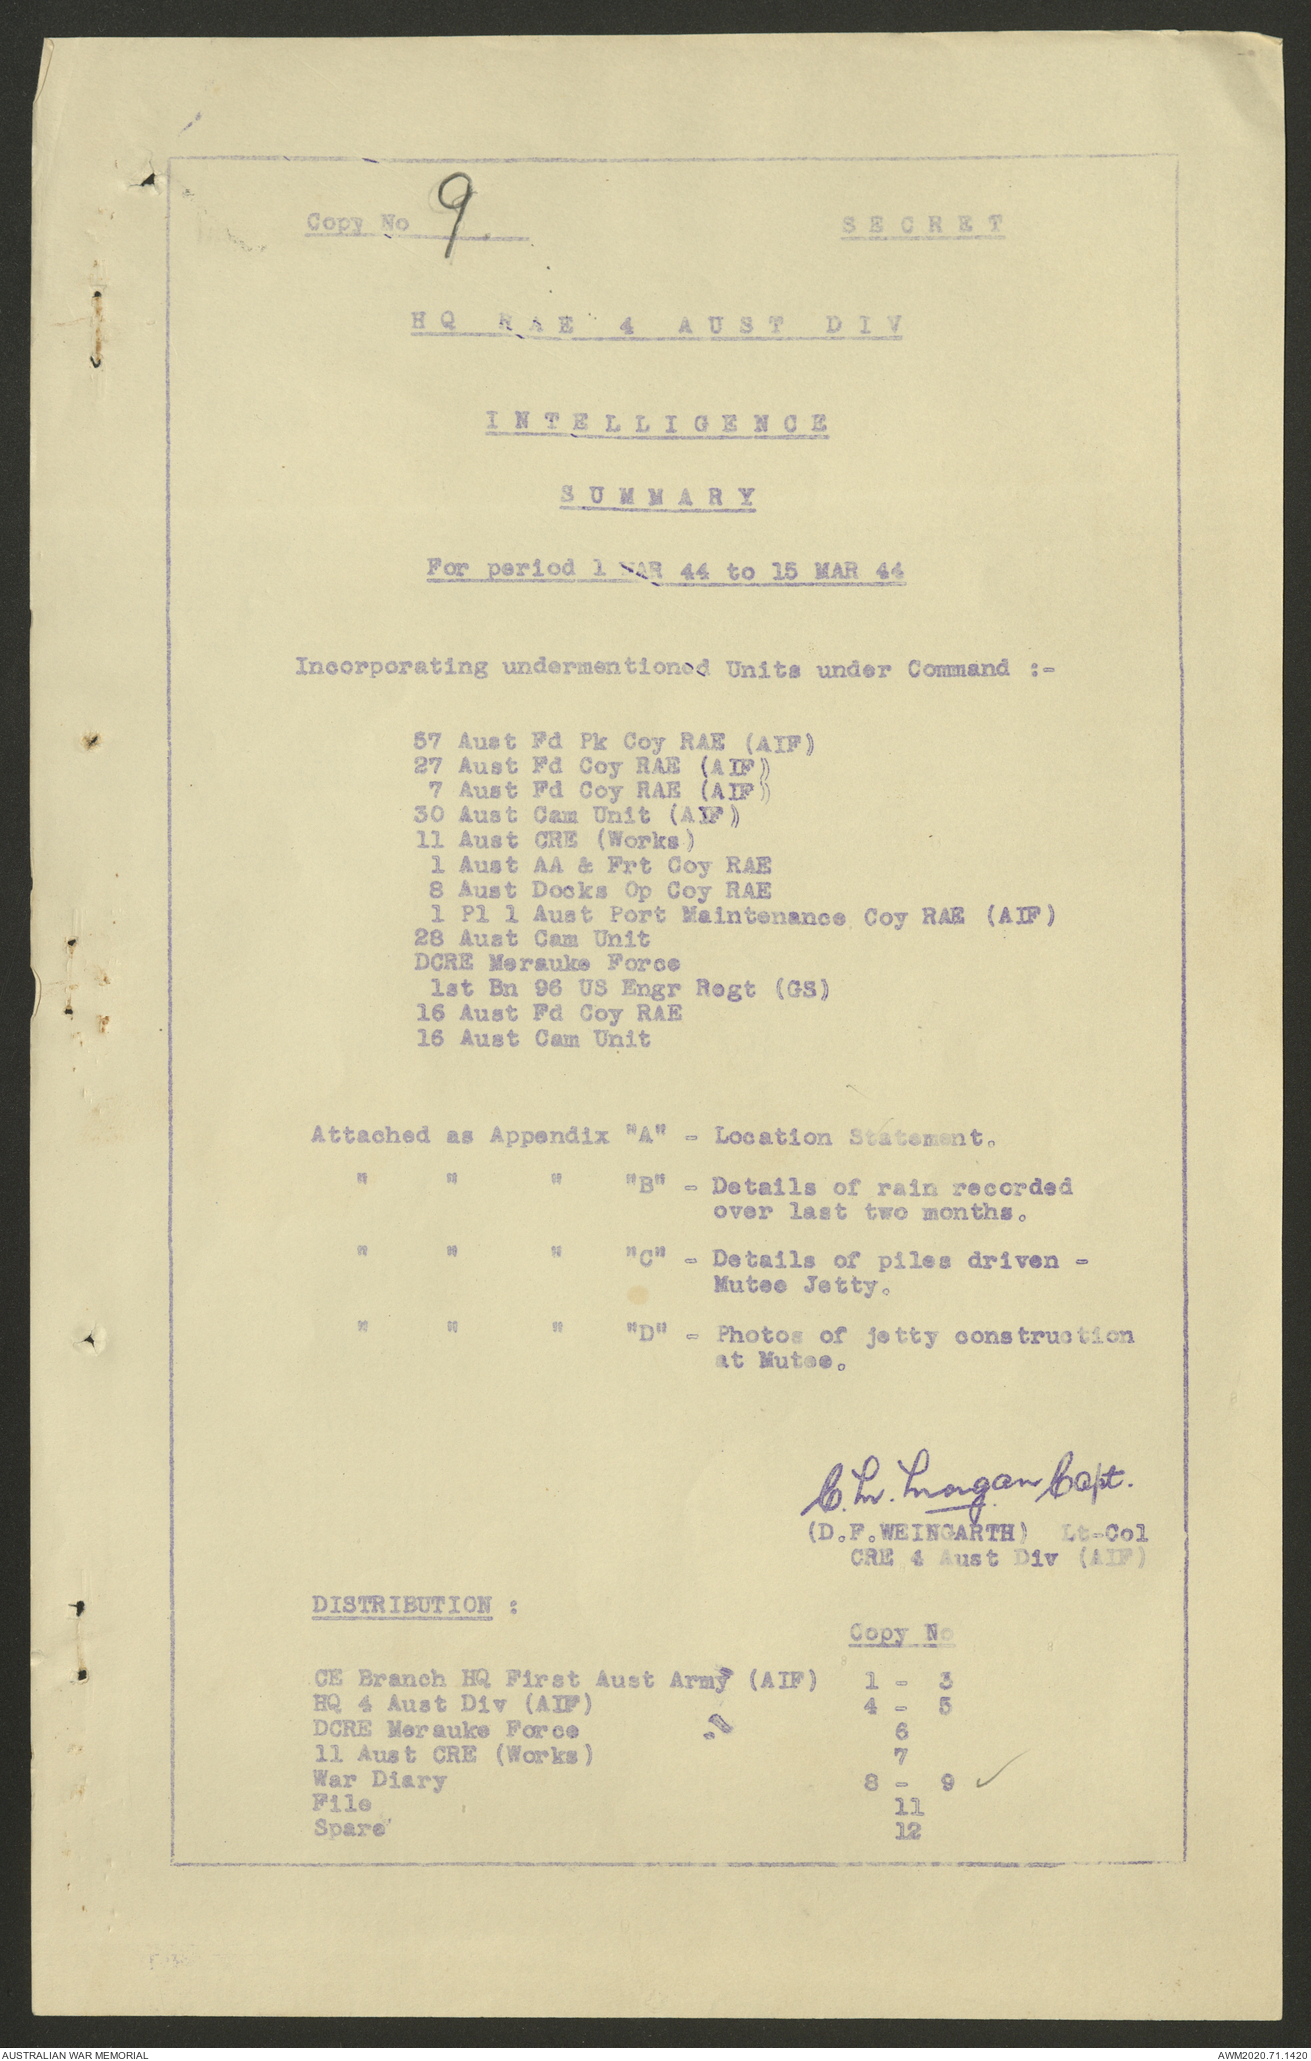 Copy No 9.
SECRET
HQ RAE 4 AUST DIV
INTELLIGENCE
SUMMARY
For period 1 MAR 44 to 15 MAR 44
Incorporating undermentioned Units under Command :-
57 Aust Fd Pk Coy RAE (AIF)
27 Aust Fd Coy RAE (AIF)
7 Aust Fd Coy RAE (AIF)
30 Aust Cam Unit (AIF)
11 Aust CRE (Works)
1 Aust AA & Frt Coy RAE
8 Aust Docks Op Coy RAE
1 Pl 1 Aust Port Maintenance Coy RAE (AIF)
28 Aust Cam Unit
DCRE Merauke Force
1st Bn 96 US Engr Regt (GS)
16 Aust Fd Coy RAE
16 Aust Cam Unit
Attached as Appendix "A" - Location Statement.
" " " "B" - Details of rain recorded
over last two months.
" " " "C" - Details of piles driven -
Mutee Jetty.
" " " "D" - Photos of jetty construction
at Mutee.
Morgan Capt.
(D.F.WEINGARTH) Lt-Col
CRE 4 Aust Div (AIF)
DISTRIBUTION :
Copy No
CE Branch HQ First Aust Army (AIF) 1 - 3
HQ 4 Aust Div (AIF) 4 - 5
DCRE Merauke Force 6
11 Aust CRE (Works) 7
War Diary 8 - 9 ✓
File 11
Spare 12
AUSTRALIAN WAR MEMORIAL
AWM2020.71.1420